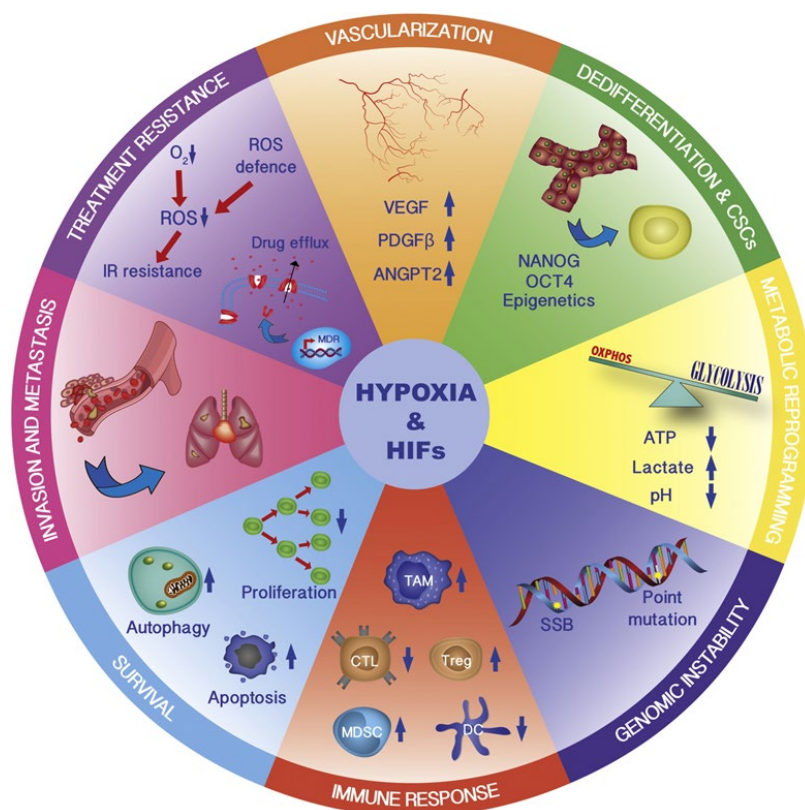 VASCULARIZATION
VEGF
PDGFβ
ANGPT2
DEDIFFERENTIATION & CSCs
NANOG
OCT4
Epigenetics
METABOLIC REPROGRAMMING
OXPHOS
GLYCOLYSIS
ATP
Lactate
pH
GENOMIC INSTABILITY
SSB
Point
mutation
IMMUNE RESPONSE
TAM
CTL
Treg
MDSC
DC
SURVIVAL
Proliferation
Autophagy
Apoptosis
INVASION AND METASTASIS
TREATMENT RESISTANCE
O2
ROS
defence
ROS
IR resistance
Drug efflux
MDR
HYPOXIA
&
HIFs